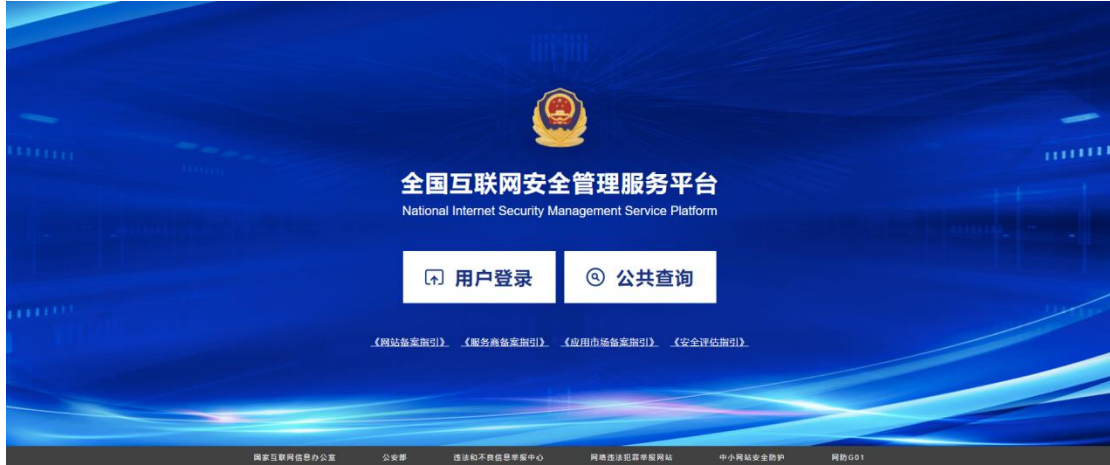 全国互联网安全管理服务平台
National Internet Security Management Service Platform
用户登录 公共查询
《网站备案指引》 《服务商备案指引》 《应用市场备案指引》 《安全评估指引》
国家互联网信息办公室 公安部 违法和不良信息举报中心 网络违法犯罪举报网站 中小网站安全防护 网防G01